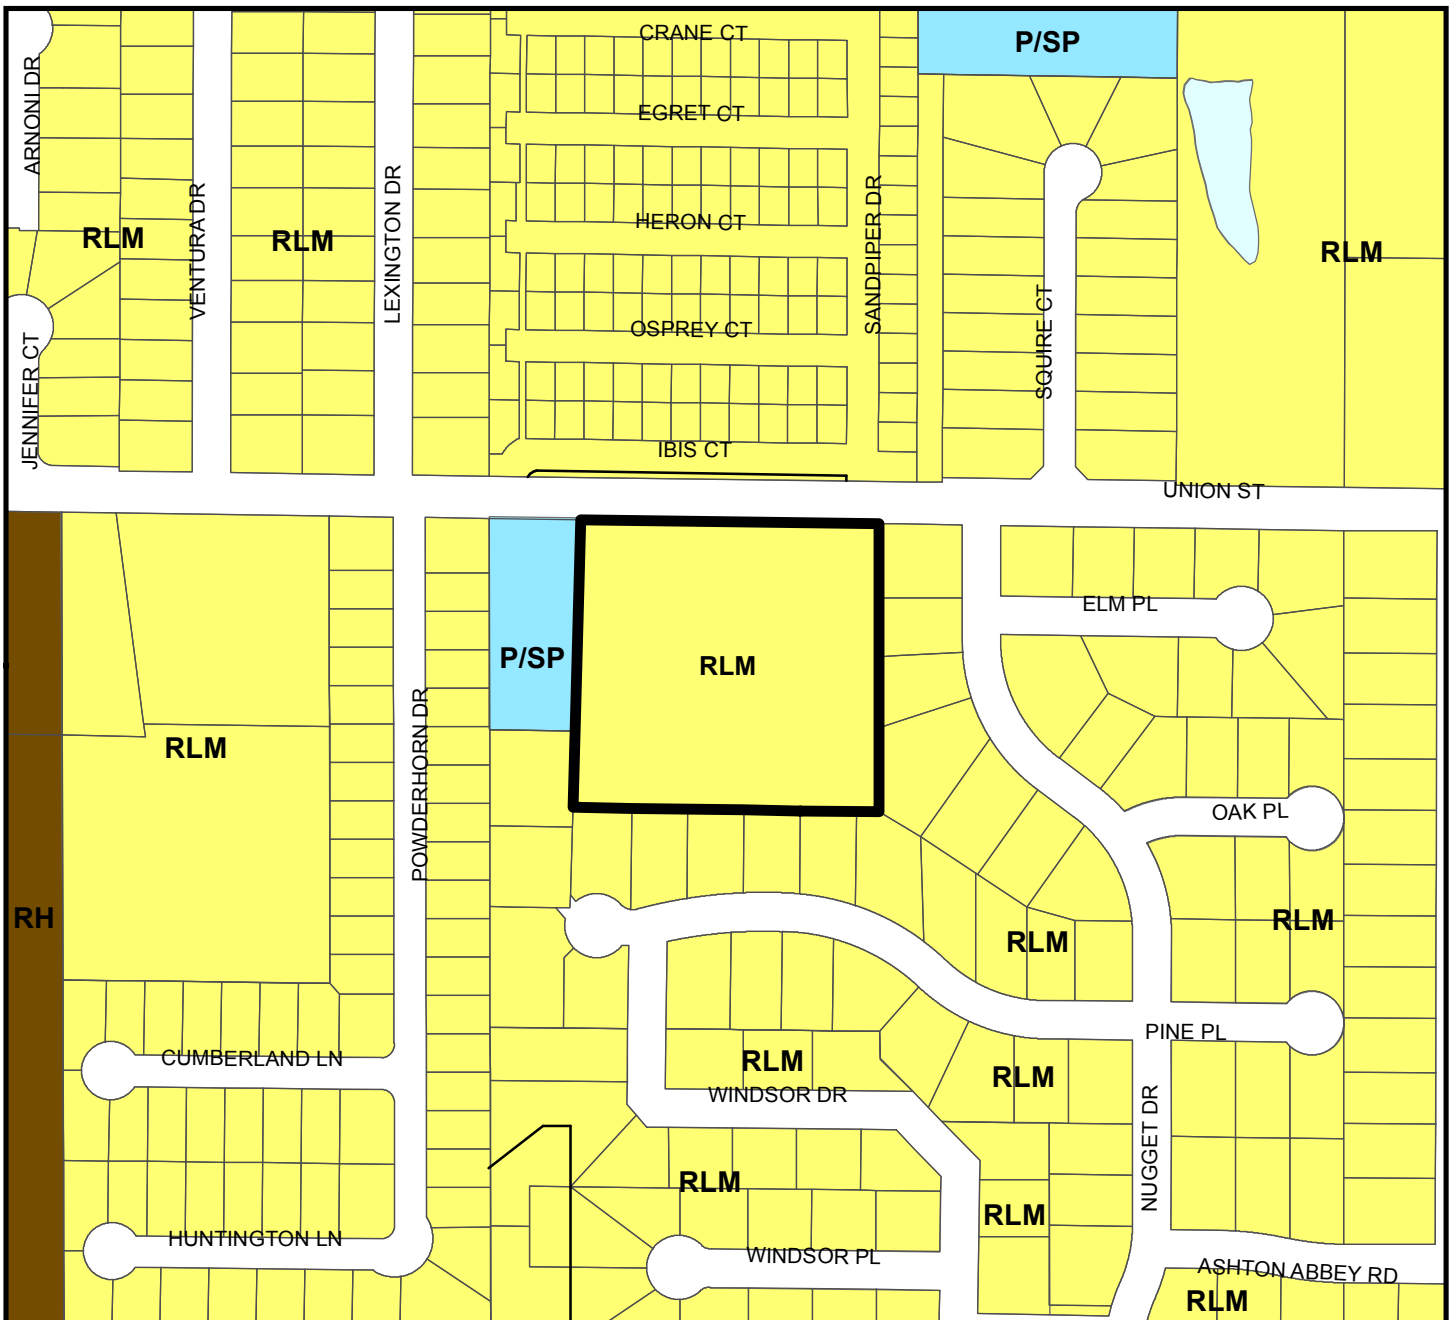 CRANE CT
P/SP
ARNONI DR
EGRET CT
VENTURA DR
LEXINGTON DR
SANDPIPER DR
HERON CT
RLM
RLM
RLM
OSPREY CT
SQUIRE CT
JENNIFER CT
IBIS CT
UNION ST
ELM PL
P/SP
RLM
RLM
POWDERHORN DR
OAK PL
RH
RLM
RLM
PINE PL
CUMBERLAND LN
RLM
RLM
WINDSOR DR
NUGGET DR
RLM
RLM
HUNTINGTON LN
WINDSOR PL
ASHTON ABBEY RD
RLM